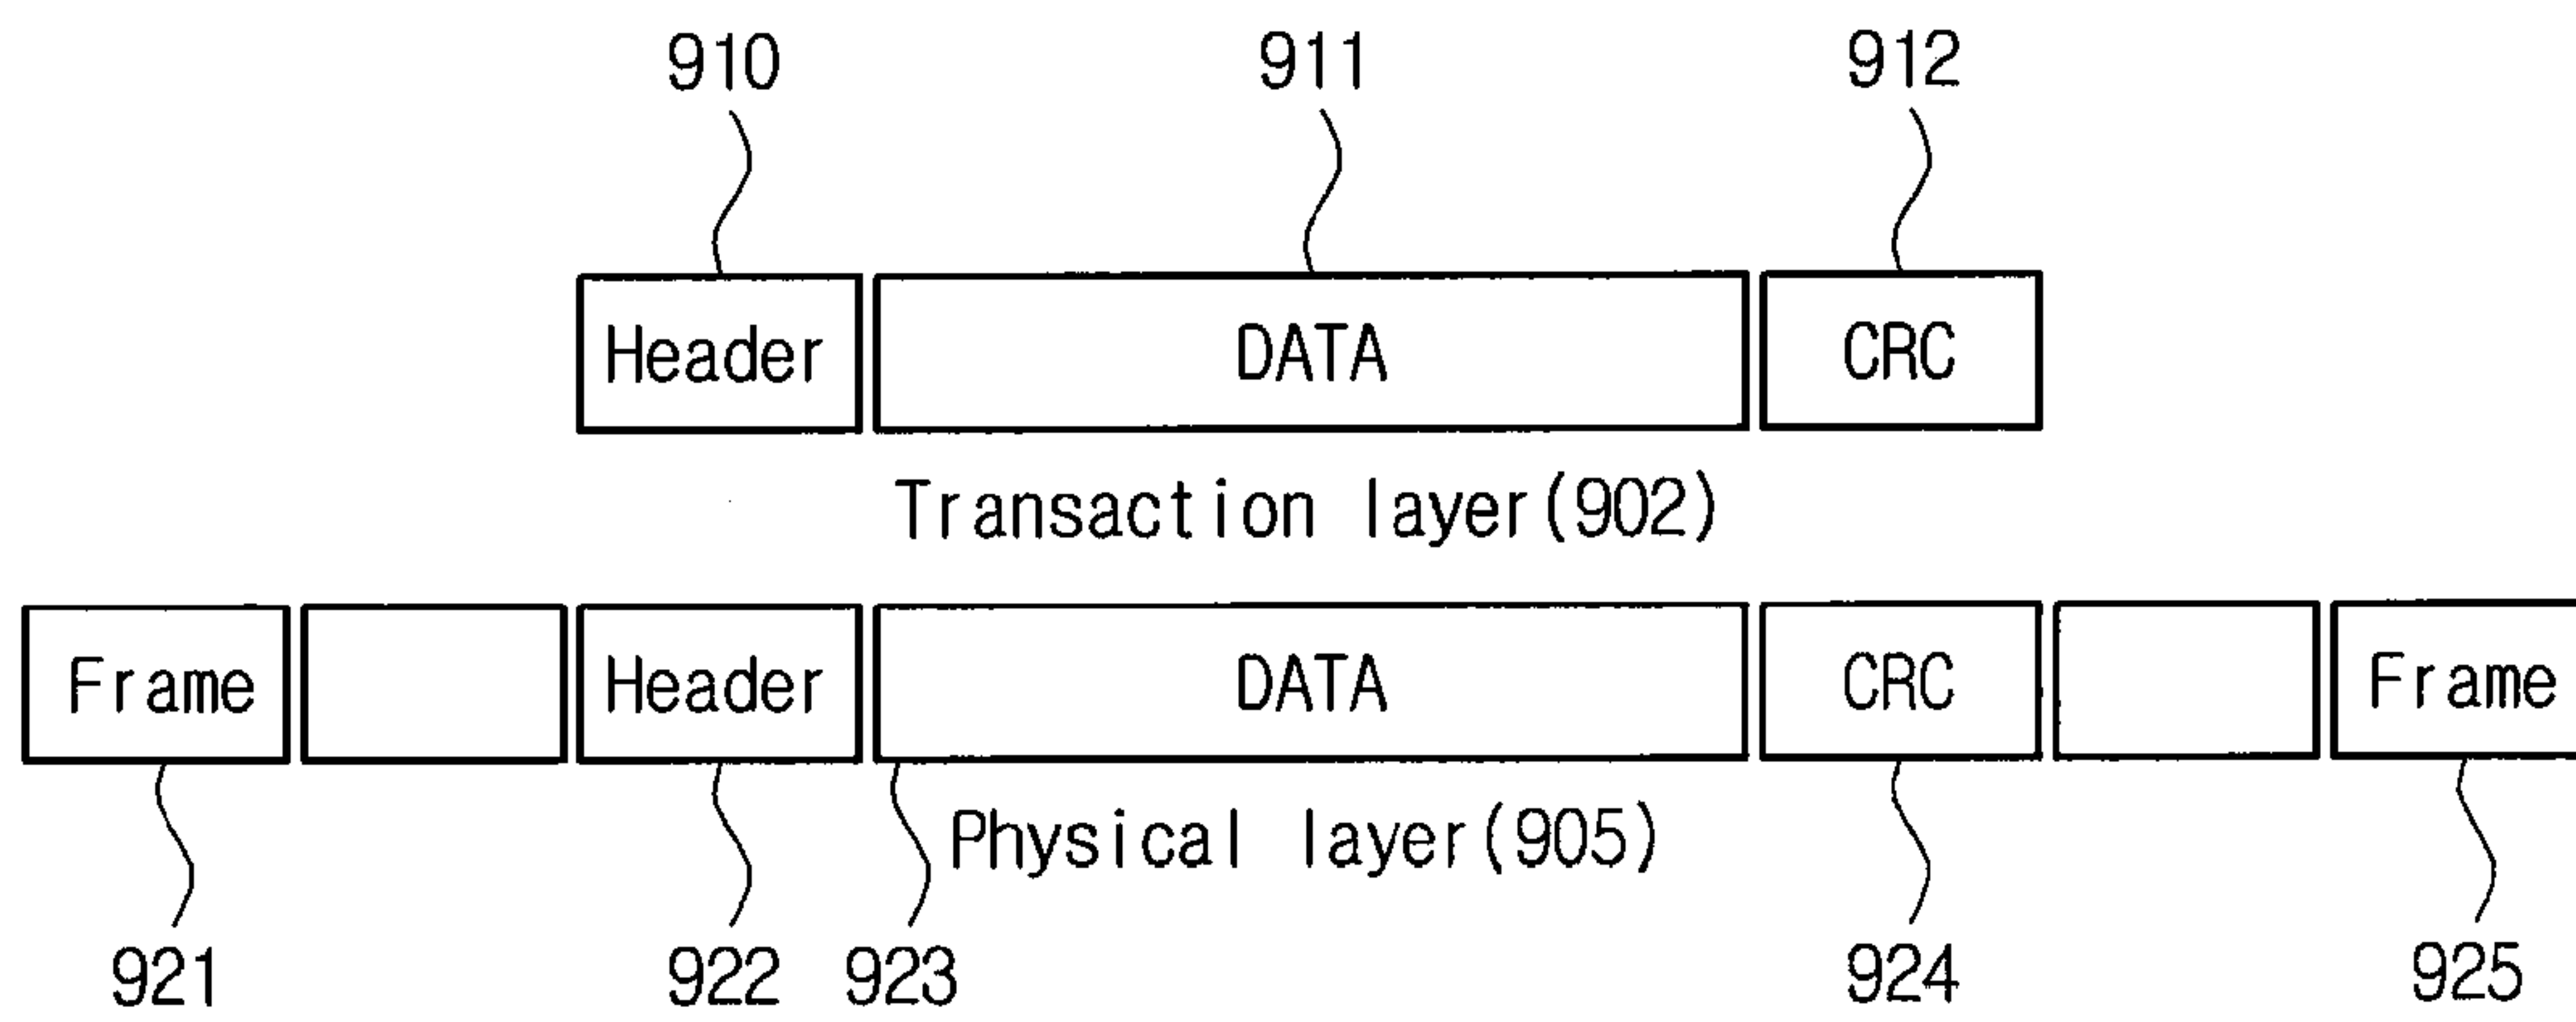 910 911 912
Header DATA CRC
Transaction layer(902)
Frame Header DATA CRC Frame
Physical layer(905)
921 922 923 924 925